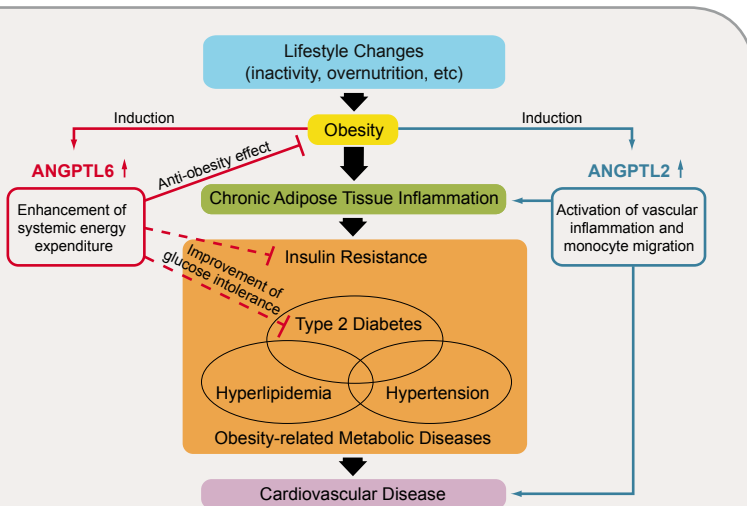 Lifestyle Changes
(inactivity, overnutrition, etc)
Induction
Obesity
Induction
ANGPTL6
Anti-obesity effect
ANGPTL2
Enhancement of
systemic energy
expenditure
Chronic Adipose Tissue Inflammation
Activation of vascular
inflammation and
monocyte migration
Improvement of
glucose intolerance
Insulin Resistance
Type 2 Diabetes
Hyperlipidemia
Hypertension
Obesity-related Metabolic Diseases
Cardiovascular Disease